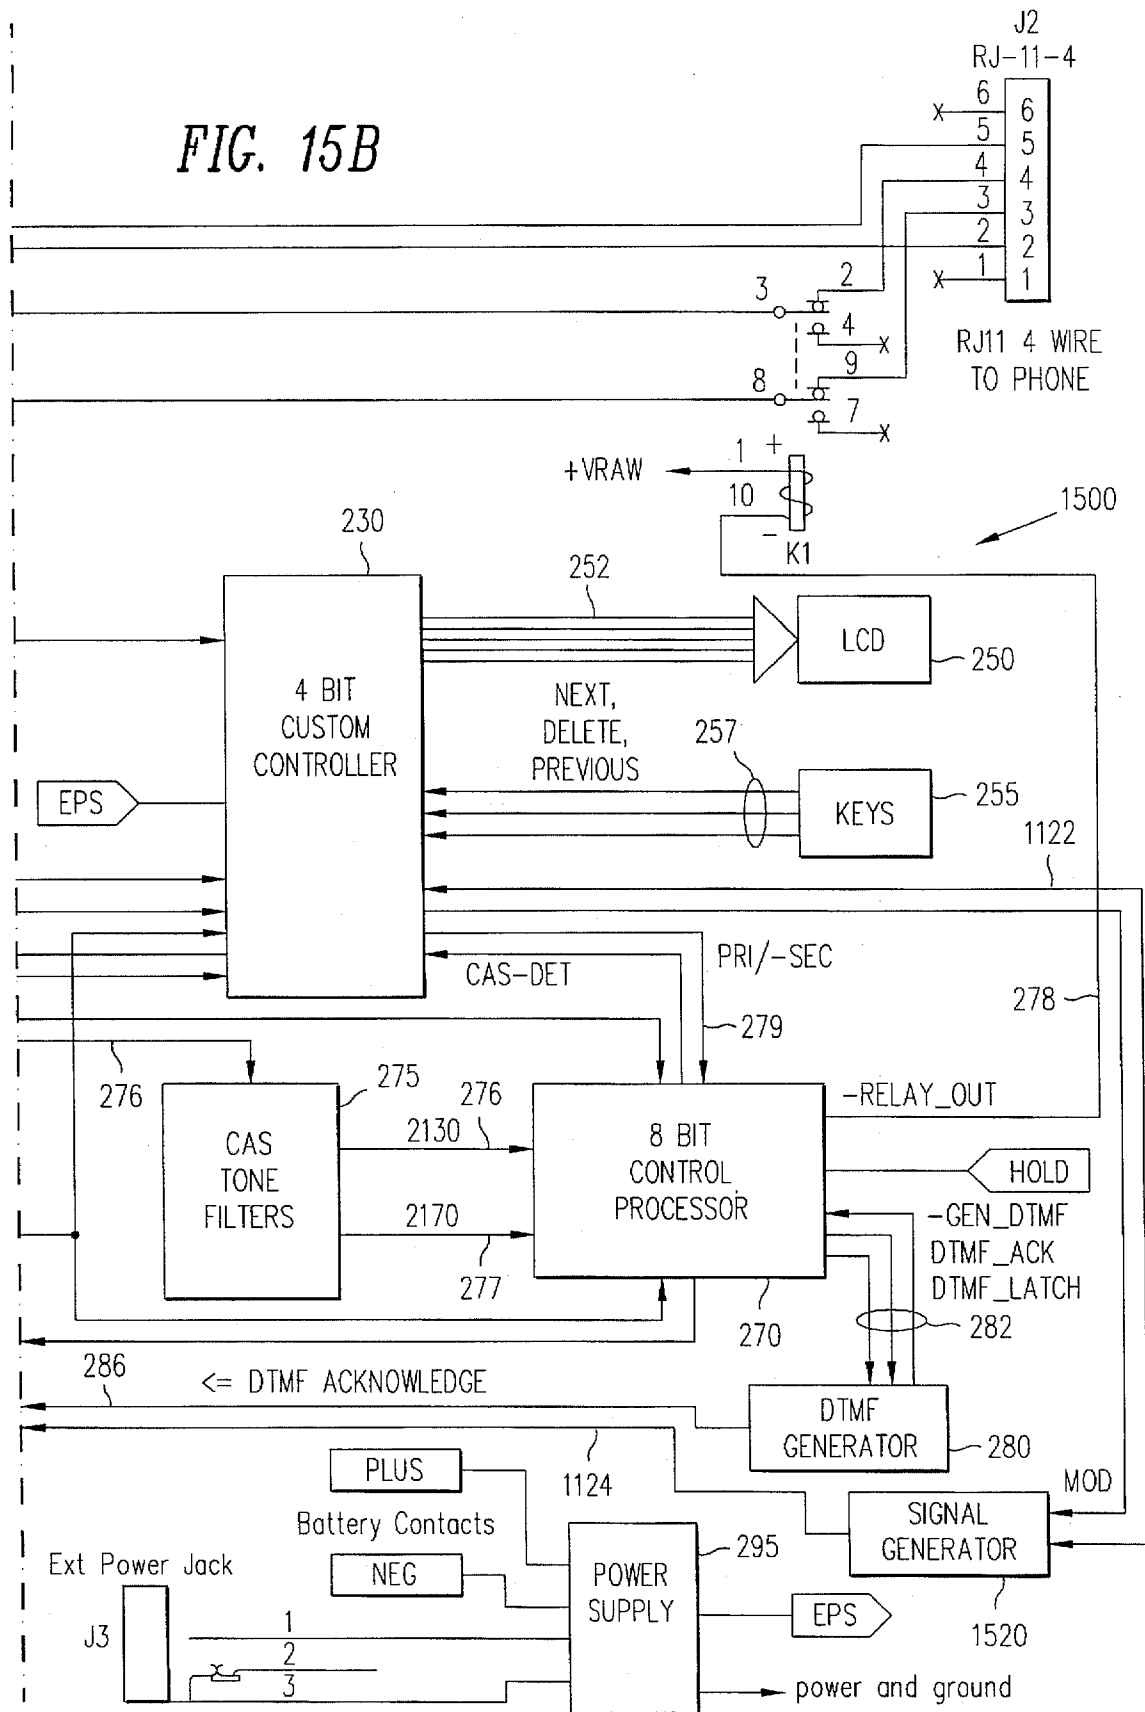 J2
RJ-11-4
FIG. 15B
6 6
5 5
4 4
3 3
2 2
1 1
RJ11 4 WIRE
TO PHONE
3 2
4
8 9
7
+VRAW 1 +
10
-
K1
1500
230
252
LCD
250
4 BIT
CUSTOM
CONTROLLER
NEXT,
DELETE,
PREVIOUS
257
KEYS
255
EPS
1122
CAS-DET
PRI/-SEC
279
278
276
275
CAS
TONE
FILTERS
2130
276
2170
277
8 BIT
CONTROL
PROCESSOR
270
-RELAY_OUT
HOLD
-GEN_DTMF
DTMF_ACK
DTMF_LATCH
282
286
<= DTMF ACKNOWLEDGE
DTMF
GENERATOR
280
1124
MOD
SIGNAL
GENERATOR
1520
PLUS
Battery Contacts
NEG
295
POWER
SUPPLY
EPS
power and ground
Ext Power Jack
J3
1
2
3